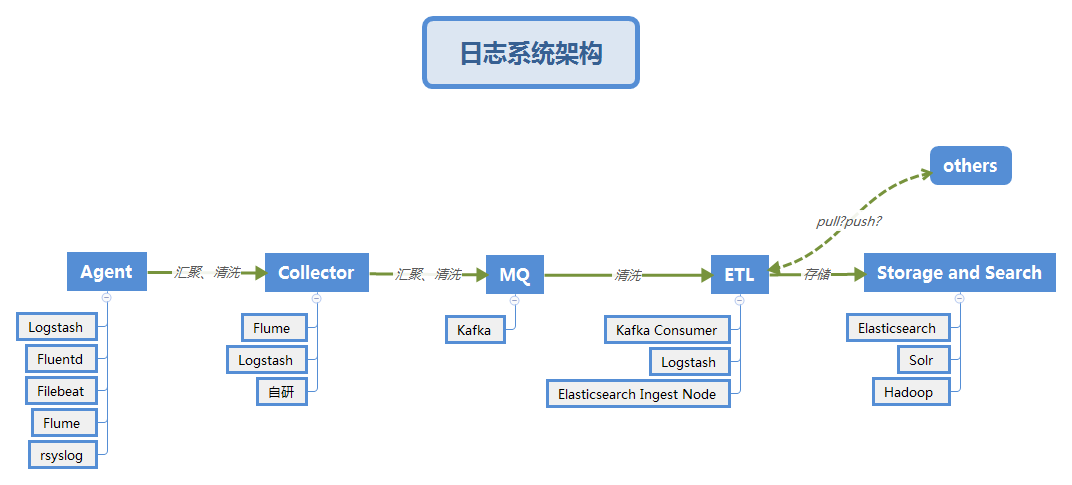 日志系统架构
others
pull?push?
Agent
汇聚、清洗
Collector
汇聚、清洗
MQ
清洗
ETL
存储
Storage and Search
Logstash
Fluentd
Filebeat
Flume
rsyslog
Flume
Logstash
自研
Kafka
Kafka Consumer
Logstash
Elasticsearch Ingest Node
Elasticsearch
Solr
Hadoop